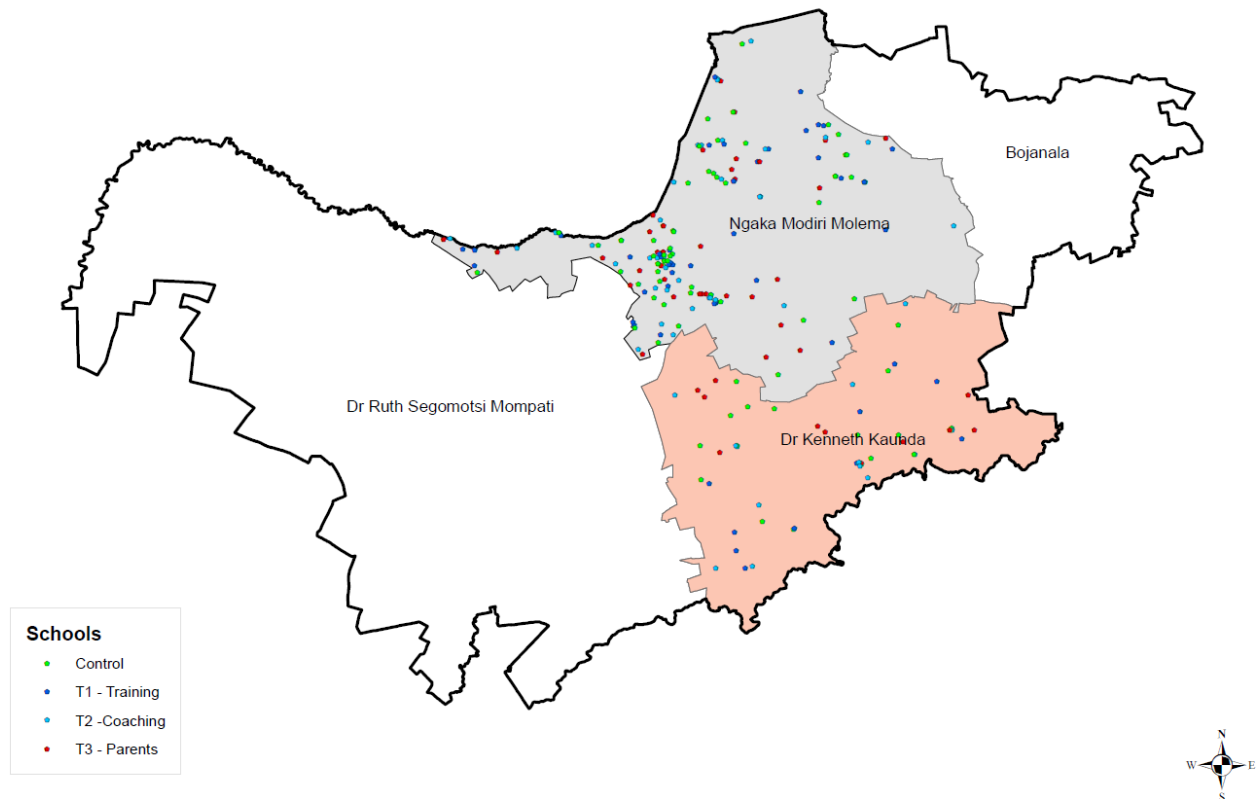 Bojanala
Ngaka Modiri Molema
Dr Ruth Segomotsi Mompati
Dr Kenneth Kaunda
Schools
Control
T1 - Training
T2 -Coaching
T3 - Parents
N
W E
S